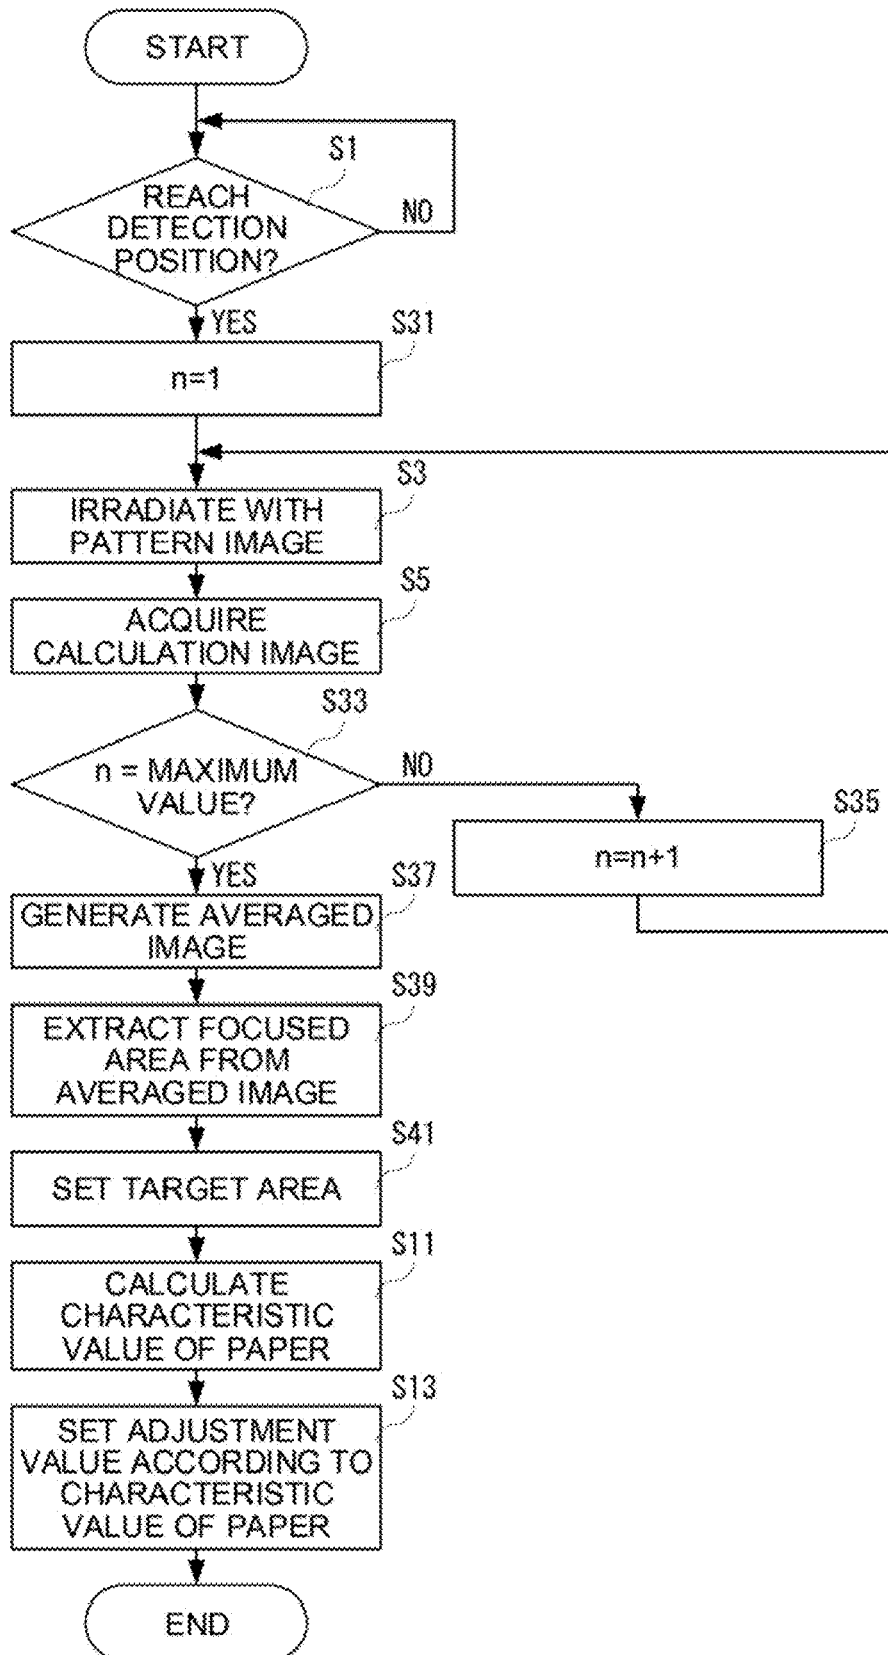 START
S1
REACH
DETECTION
POSITION?
NO
YES
S31
n=1
S3
IRRADIATE WITH
PATTERN IMAGE
S5
ACQUIRE
CALCULATION IMAGE
S33
n = MAXIMUM
VALUE?
NO
S35
n=n+1
YES
S37
GENERATE AVERAGED
IMAGE
S39
EXTRACT FOCUSED
AREA FROM
AVERAGED IMAGE
S41
SET TARGET AREA
S11
CALCULATE
CHARACTERISTIC
VALUE OF PAPER
S13
SET ADJUSTMENT
VALUE ACCORDING TO
CHARACTERISTIC
VALUE OF PAPER
END